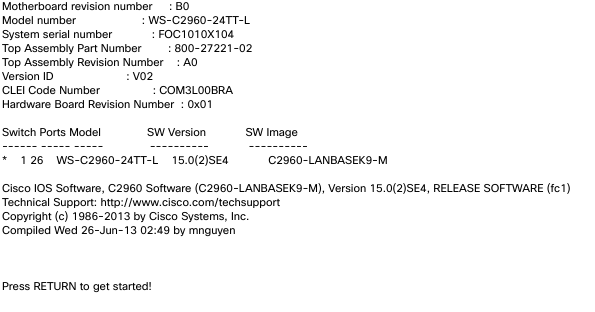 Motherboard revision number : B0
Model number : WS-C2960-24TT-L
System serial number : FOC1010X104
Top Assembly Part Number : 800-27221-02
Top Assembly Revision Number : A0
Version ID : V02
CLEI Code Number : COM3L00BRA
Hardware Board Revision Number : 0x01
Switch Ports Model SW Version SW Image
------ ----- ----- ---------- ----------
* 1 26 WS-C2960-24TT-L 15.0(2)SE4 C2960-LANBASEK9-M
Cisco IOS Software, C2960 Software (C2960-LANBASEK9-M), Version 15.0(2)SE4, RELEASE SOFTWARE (fc1)
Technical Support: http://www.cisco.com/techsupport
Copyright (c) 1986-2013 by Cisco Systems, Inc.
Compiled Wed 26-Jun-13 02:49 by mnguyen
Press RETURN to get started!